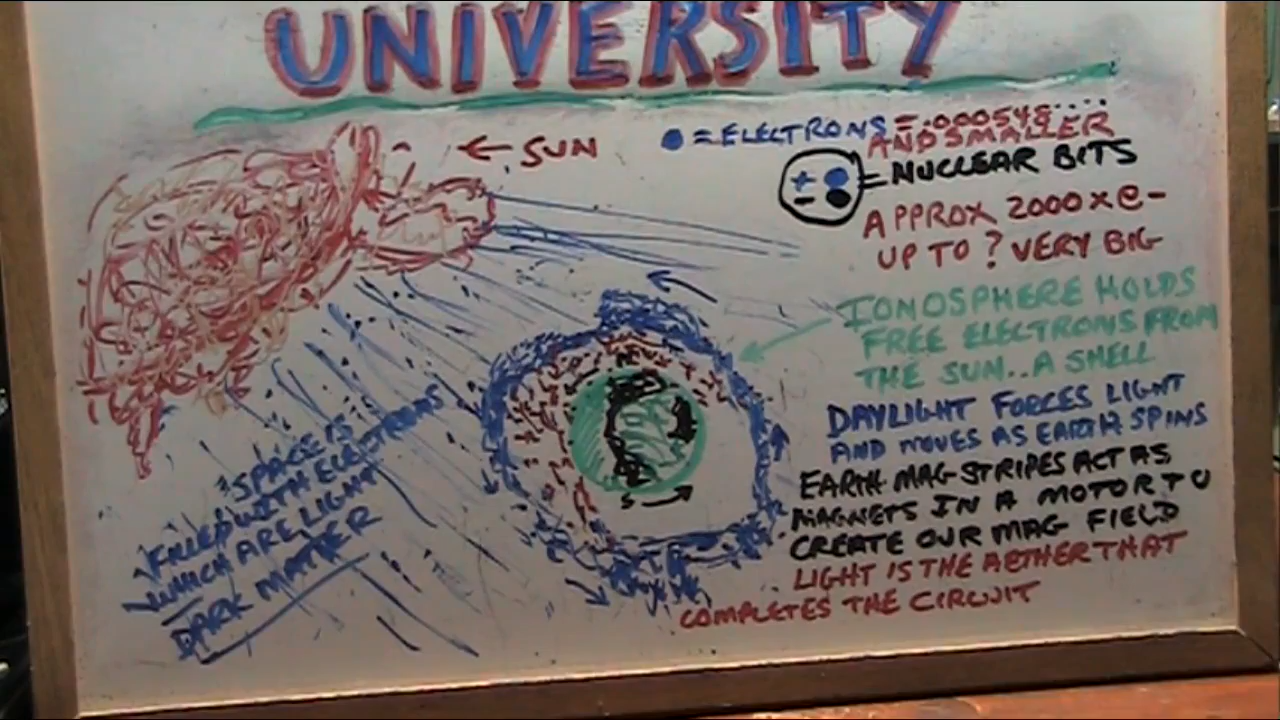 UNIVERSITY
← SUN
= ELECTRONS = .000548.....
AND SMALLER
+ - = NUCLEAR BITS
APPROX 2000 X e-
UP TO ? VERY BIG
IONOSPHERE HOLDS
FREE ELECTRONS FROM
THE SUN.. A SHELL
DAYLIGHT FORCES LIGHT
AND MOVES AS EARTH SPINS
EARTH MAG STRIPES ACT AS
MAGNETS IN A MOTOR TO
CREATE OUR MAG FIELD
LIGHT IS THE AETHER THAT
COMPLETES THE CIRCUIT
SPACE IS
FILLED WITH ELECTRONS
WHICH ARE LIGHT
DARK MATTER
S